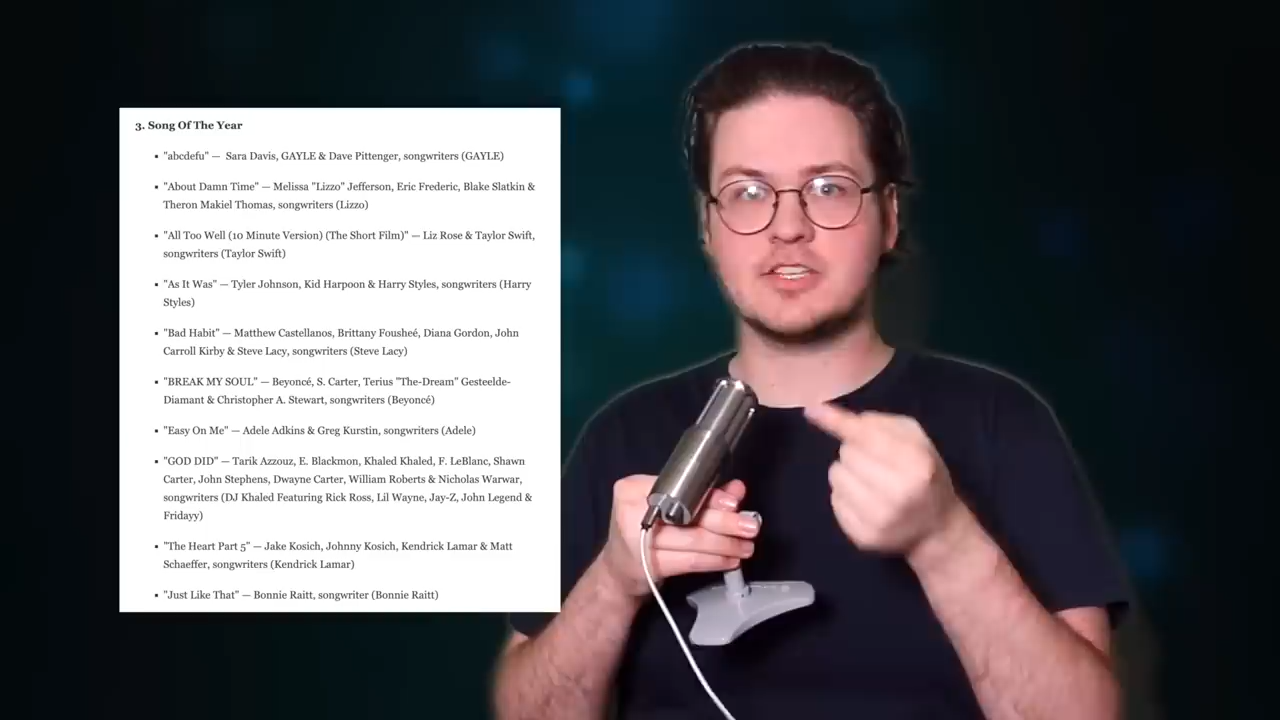 3. Song Of The Year
▪ "abcdefu" — Sara Davis, GAYLE & Dave Pittenger, songwriters (GAYLE)
▪ "About Damn Time" — Melissa "Lizzo" Jefferson, Eric Frederic, Blake Slatkin &
Theron Makiel Thomas, songwriters (Lizzo)
▪ "All Too Well (10 Minute Version) (The Short Film)" — Liz Rose & Taylor Swift,
songwriters (Taylor Swift)
▪ "As It Was" — Tyler Johnson, Kid Harpoon & Harry Styles, songwriters (Harry
Styles)
▪ "Bad Habit" — Matthew Castellanos, Brittany Fousheé, Diana Gordon, John
Carroll Kirby & Steve Lacy, songwriters (Steve Lacy)
▪ "BREAK MY SOUL" — Beyoncé, S. Carter, Terius "The-Dream" Gesteelde-
Diamant & Christopher A. Stewart, songwriters (Beyoncé)
▪ "Easy On Me" — Adele Adkins & Greg Kurstin, songwriters (Adele)
▪ "GOD DID" — Tarik Azzouz, E. Blackmon, Khaled Khaled, F. LeBlanc, Shawn
Carter, John Stephens, Dwayne Carter, William Roberts & Nicholas Warwar,
songwriters (DJ Khaled Featuring Rick Ross, Lil Wayne, Jay-Z, John Legend &
Fridayy)
▪ "The Heart Part 5" — Jake Kosich, Johnny Kosich, Kendrick Lamar & Matt
Schaeffer, songwriters (Kendrick Lamar)
▪ "Just Like That" — Bonnie Raitt, songwriter (Bonnie Raitt)